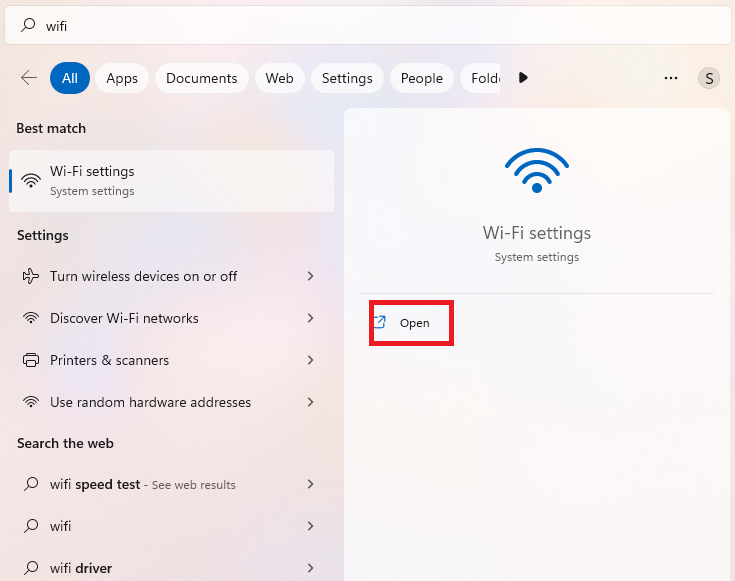 wifi
All Apps Documents Web Settings People S
Best match
Wi-Fi settings
System settings
Settings
Turn wireless devices on or off
Discover Wi-Fi networks
Printers & scanners
Use random hardware addresses
Search the web
wifi speed test - See web results
wifi
wifi driver
Wi-Fi settings
System settings
Open